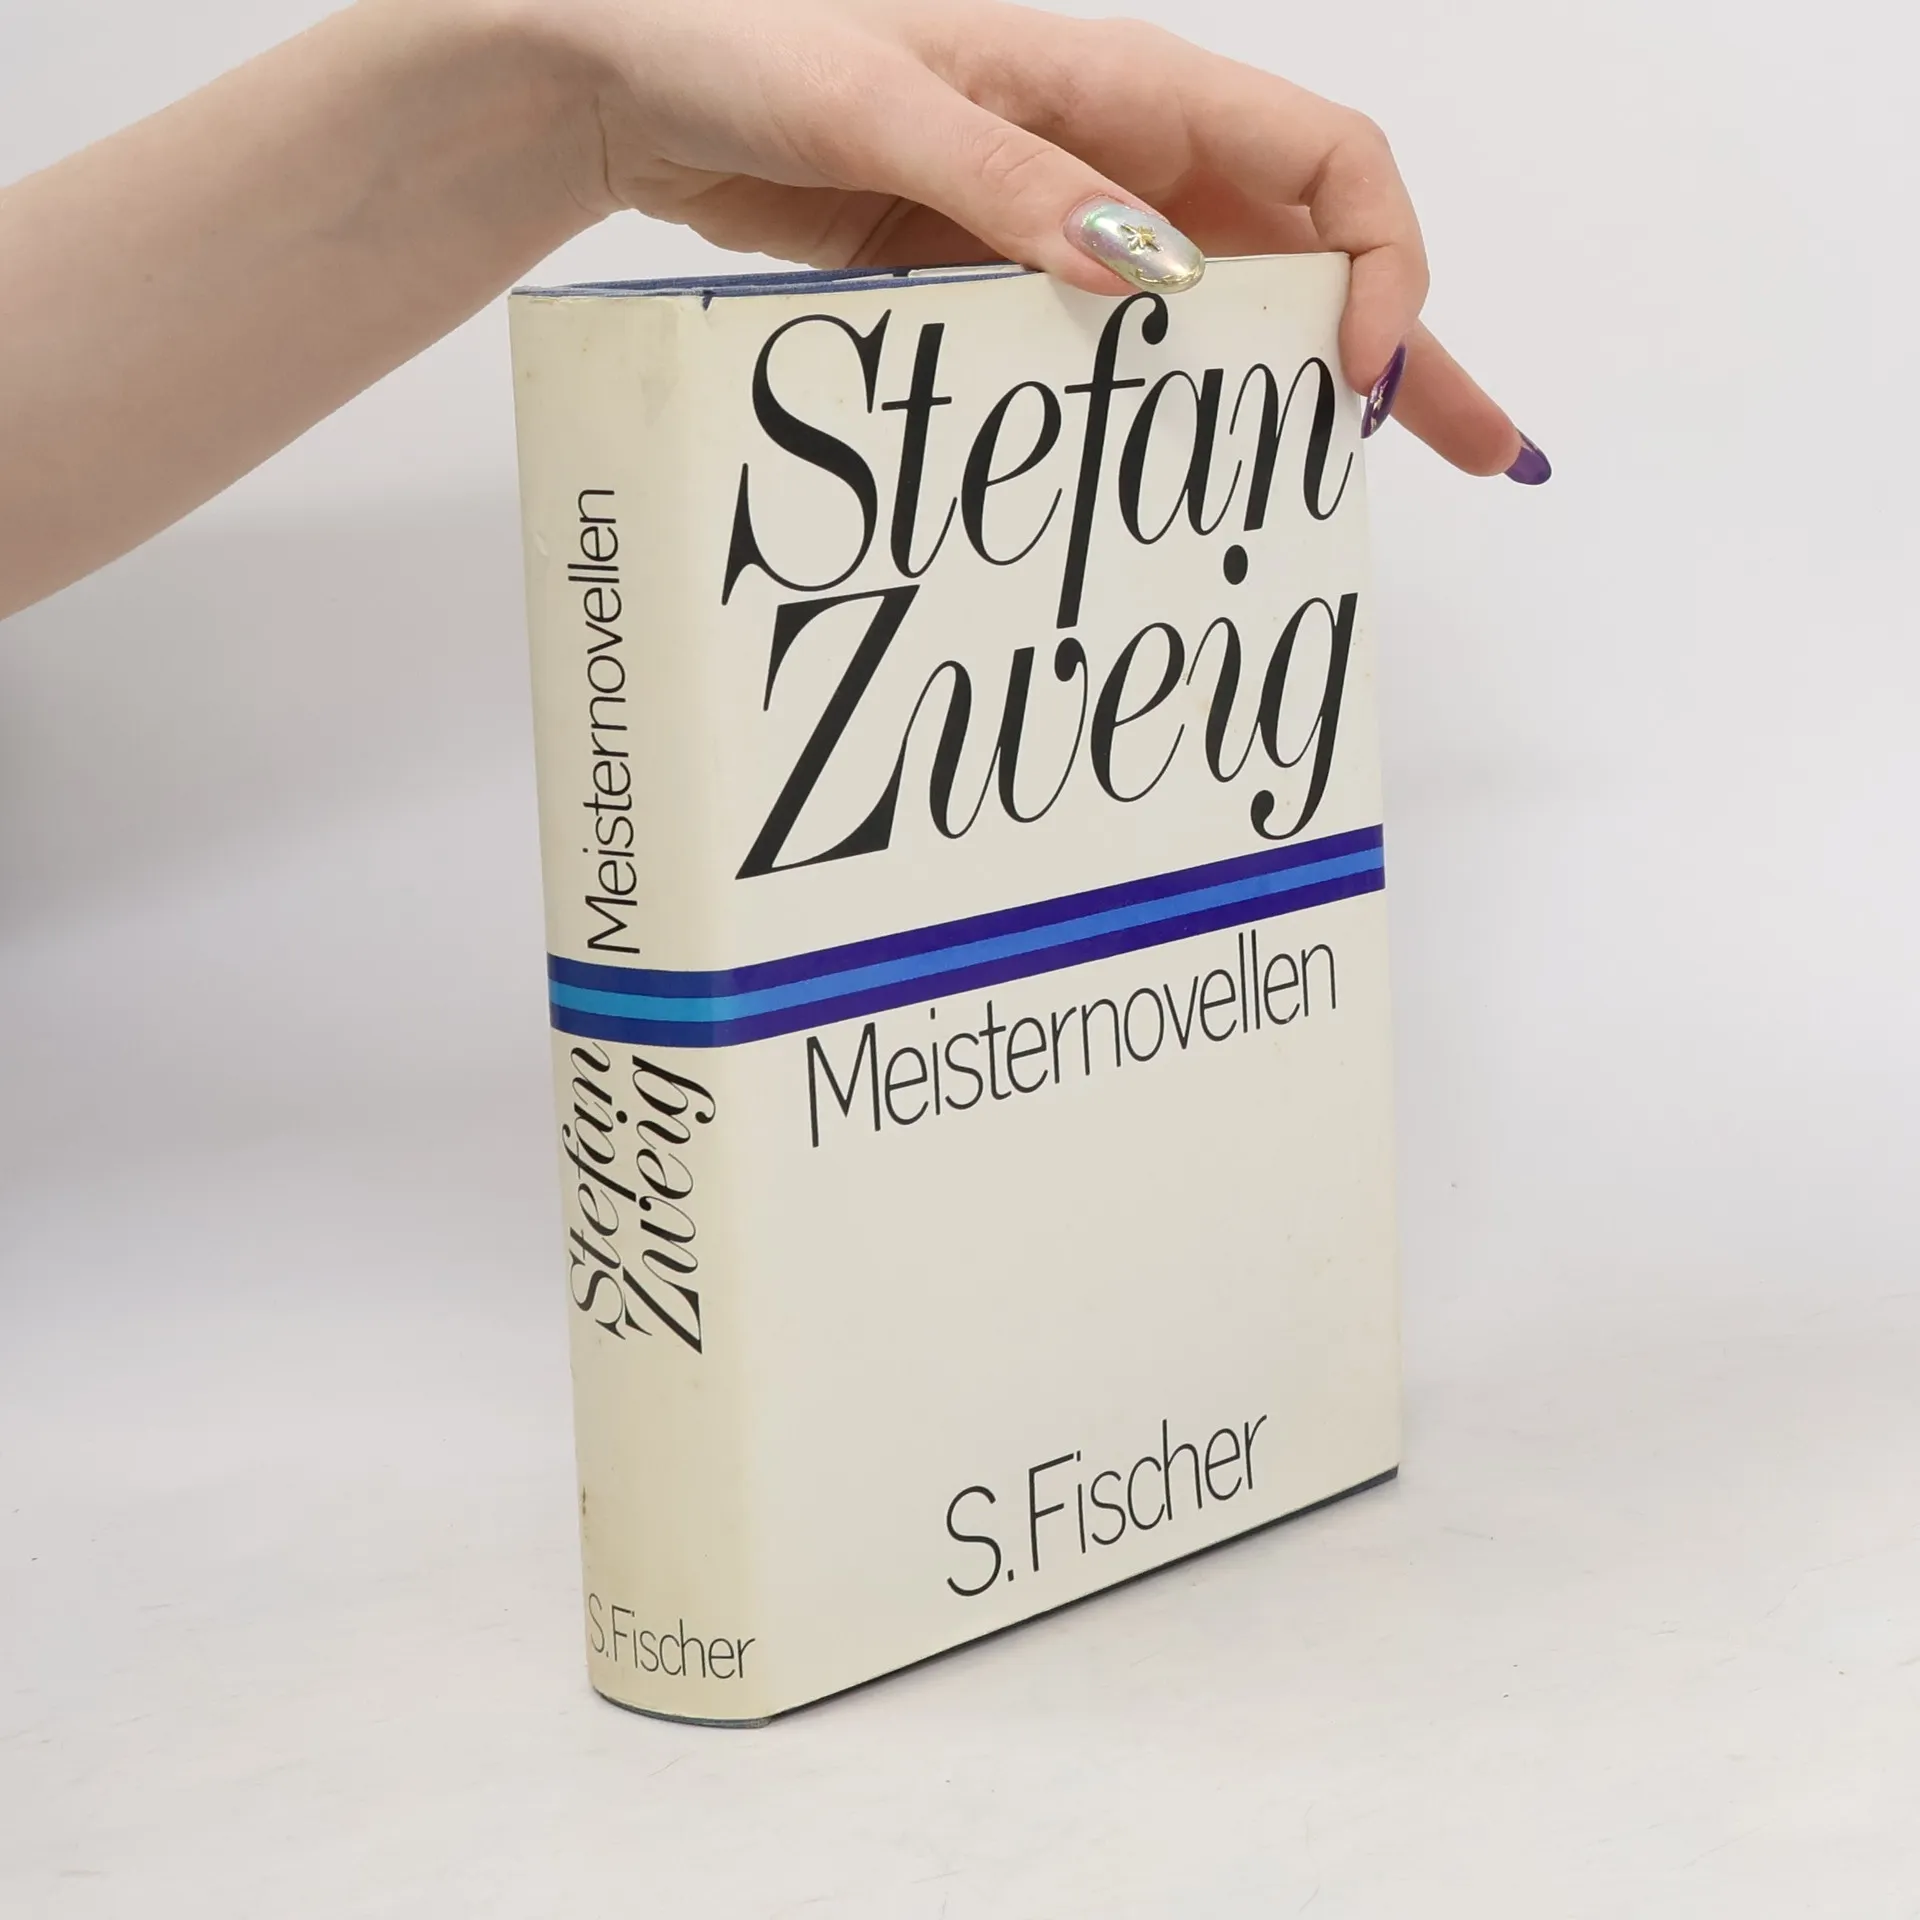 Stefan
Zweig
Meisternovellen
S.Fischer
Meisternovellen
Stefan
Zweig
S.Fischer